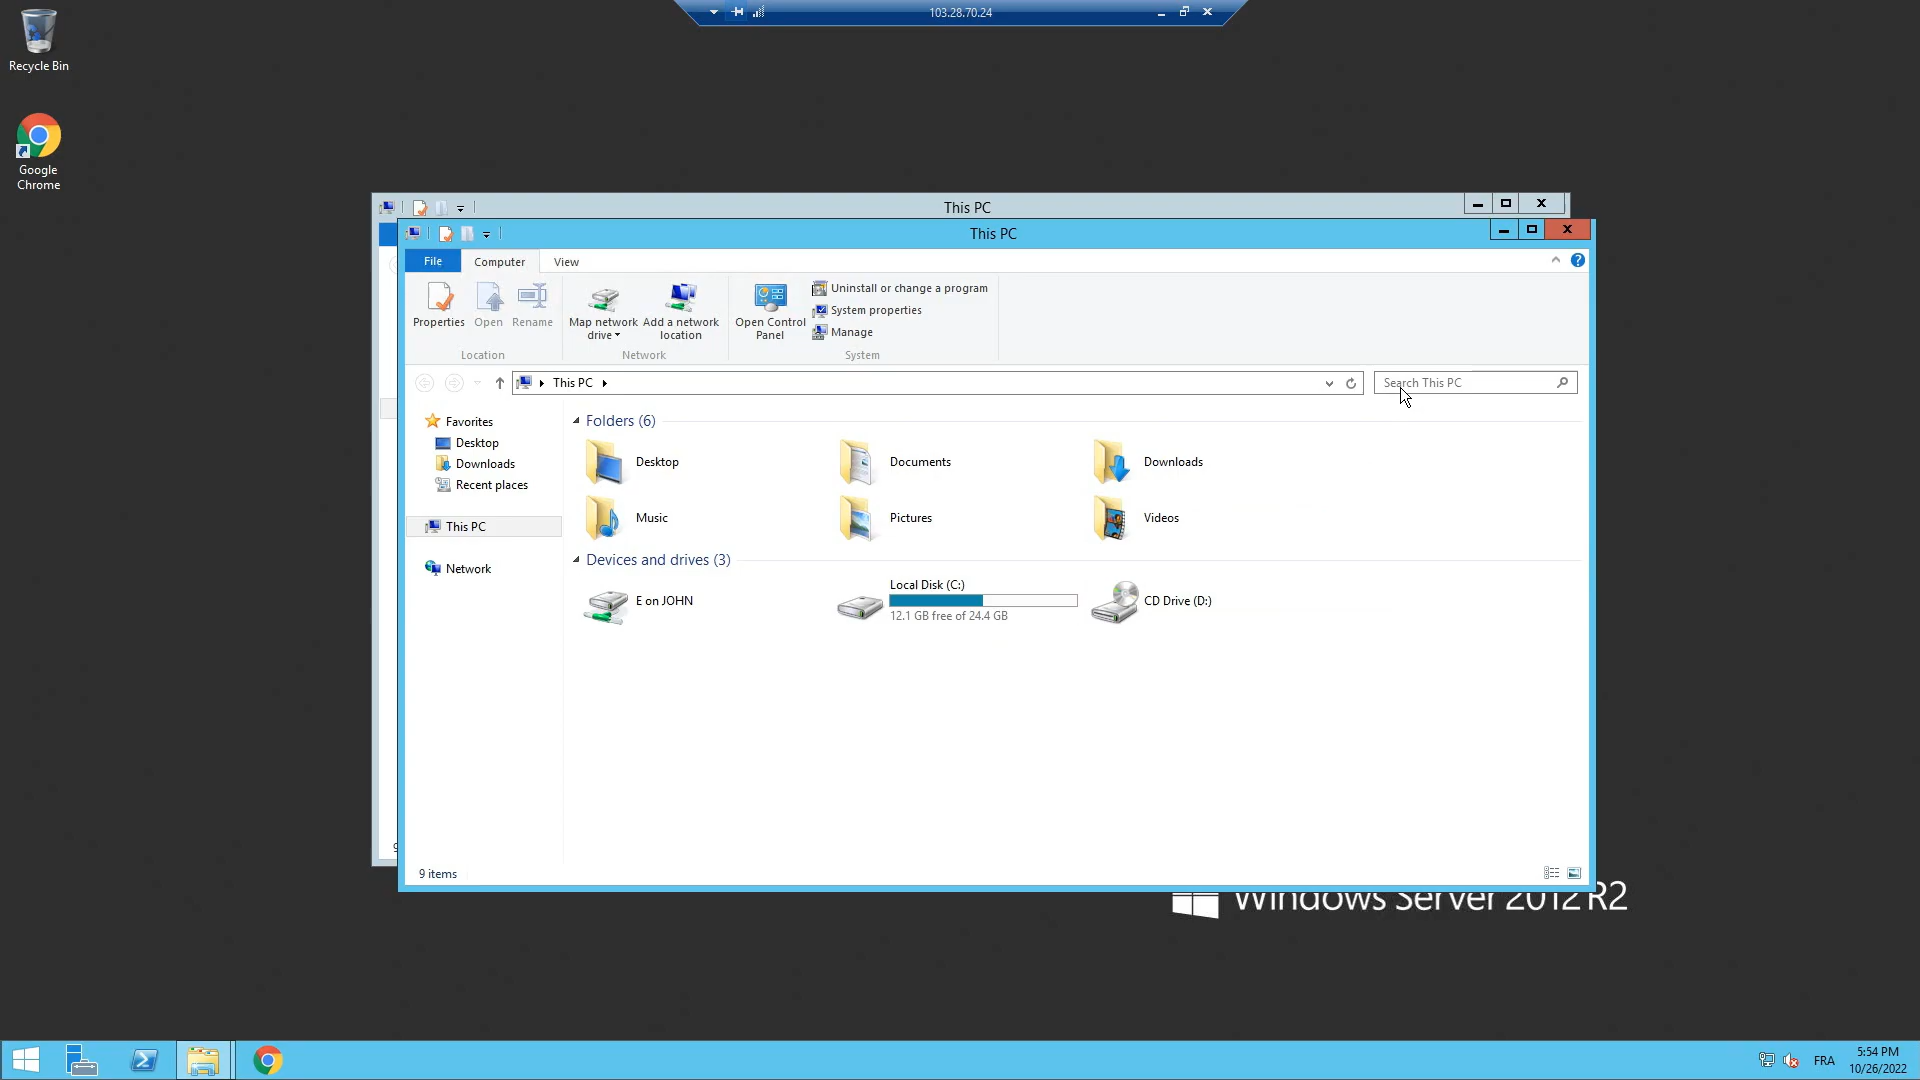 103.28.70.24
Recycle Bin
Google
Chrome
This PC
This PC
File
Computer
View
Properties
Open
Rename
Map network
drive
Add a network
location
Open Control
Panel
Uninstall or change a program
System properties
Manage
Location
Network
System
This PC
Search This PC
Favorites
Desktop
Downloads
Recent places
This PC
Network
Folders (6)
Desktop
Documents
Downloads
Music
Pictures
Videos
Devices and drives (3)
E on JOHN
Local Disk (C:)
12.1 GB free of 24.4 GB
CD Drive (D:)
9 items
Windows Server 2012 R2
FRA
5:54 PM
10/26/2022